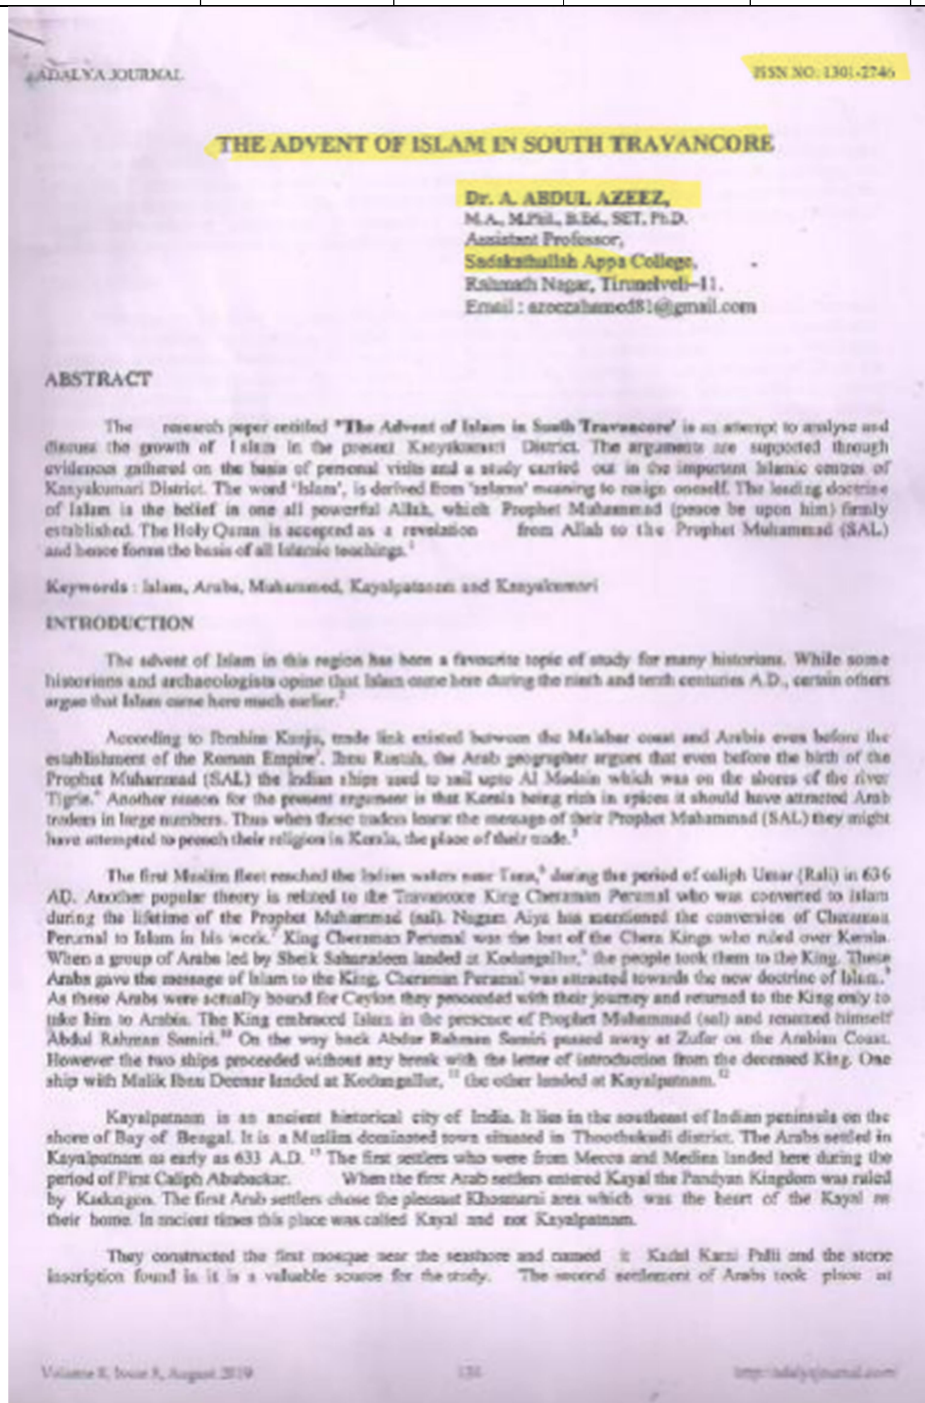 ADALYA JOURNAL
ISSN NO: 1301-2746
THE ADVENT OF ISLAM IN SOUTH TRAVANCORE
Dr. A. ABDUL AZEEZ,
M.A., M.Phil., B.Ed., SET, Ph.D.
Assistant Professor,
Sadakathullah Appa College,
Rahmath Nagar, Tirunelveli–11.
Email : azeezahamed81@gmail.com
ABSTRACT
The research paper entitled "The Advent of Islam in South Travancore' is an attempt to analyse and
discuss the growth of Islam in the present Kanyakumari District. The arguments are supported through
evidences gathered on the basis of personal visits and a study carried out in the important Islamic centres of
Kanyakumari District. The word 'Islam', is derived from 'aslama' meaning to resign oneself. The leading doctrine
of Islam is the belief in one all powerful Allah, which Prophet Muhammad (peace be upon him) firmly
established. The Holy Quran is accepted as a revelation from Allah to the Prophet Muhammad (SAL)
and hence forms the basis of all Islamic teachings.1
Keywords : Islam, Arabs, Muhammed, Kayalpatanam and Kanyakumari
INTRODUCTION
The advent of Islam in this region has been a favourite topic of study for many historians. While some
historians and archaeologists opine that Islam came here during the ninth and tenth centuries A.D., certain others
argue that Islam came here much earlier.2
According to Ibrahim Kunju, trade link existed between the Malabar coast and Arabia even before the
establishment of the Roman Empire3. Ibnu Rustah, the Arab geographer argues that even before the birth of the
Prophet Muhammad (SAL) the Indian ships used to sail upto Al Madain which was on the shores of the river
Tigris.4 Another reason for the present argument is that Kerala being rich in spices it should have attracted Arab
traders in large numbers. Thus when these traders learnt the message of their Prophet Muhammad (SAL) they might
have attempted to preach their religion in Kerala, the place of their trade.5
The first Muslim fleet reached the Indian waters near Tana,6 during the period of caliph Umar (Rali) in 636
AD. Another popular theory is related to the Travancore King Cheraman Perumal who was converted to Islam
during the lifetime of the Prophet Muhammad (sal). Nagam Aiya has mentioned the conversion of Cheraman
Perumal to Islam in his work.7 King Cheraman Perumal was the last of the Chera Kings who ruled over Kerala.
When a group of Arabs led by Sheik Saharudeen landed at Kodungallur,8 the people took them to the King. These
Arabs gave the message of Islam to the King. Cheraman Perumal was attracted towards the new doctrine of Islam.9
As these Arabs were actually bound for Ceylon they proceeded with their journey and returned to the King only to
take him to Arabia. The King embraced Islam in the presence of Prophet Muhammad (sal) and renamed himself
Abdul Rahman Samiri.10 On the way back Abdur Rahman Samiri passed away at Zufar on the Arabian Coast.
However the two ships proceeded without any break with the letter of introduction from the deceased King. One
ship with Malik Ibnu Deenar landed at Kodungallur, 11 the other landed at Kayalpatnam.12
Kayalpatnam is an ancient historical city of India. It lies in the southeast of Indian peninsula on the
shore of Bay of Bengal. It is a Muslim dominated town situated in Thoothukudi district. The Arabs settled in
Kayalpatnam as early as 633 A.D. 13 The first settlers who were from Mecca and Medina landed here during the
period of First Caliph Abubackar. When the first Arab settlers entered Kayal the Pandyan Kingdom was ruled
by Kadungon. The first Arab settlers chose the pleasant area which was the heart of the Kayal as
their home. In ancient times this place was called Kayal and not Kayalpatnam.
They constructed the first mosque near the seashore and named it Kadal Karai Palli and the stone
inscription found in it is a valuable source for the study. The second settlement of Arabs took place at
Volume 8, Issue 8, August 2019
http://adalyajournal.com/